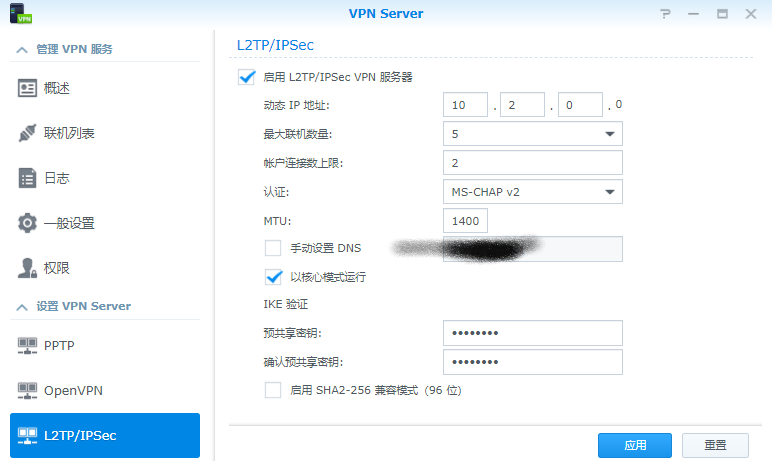 VPN Server
管理 VPN 服务
概述
联机列表
日志
一般设置
权限
设置 VPN Server
PPTP
OpenVPN
L2TP/IPSec
L2TP/IPSec
启用 L2TP/IPSec VPN 服务器
动态 IP 地址: 10 . 2 . 0 . 0
最大联机数量: 5
帐户连接数上限: 2
认证: MS-CHAP v2
MTU: 1400
手动设置 DNS
以核心模式运行
IKE 验证
预共享密钥: ••••••••
确认预共享密钥: ••••••••
启用 SHA2-256 兼容模式 (96 位)
应用 重置